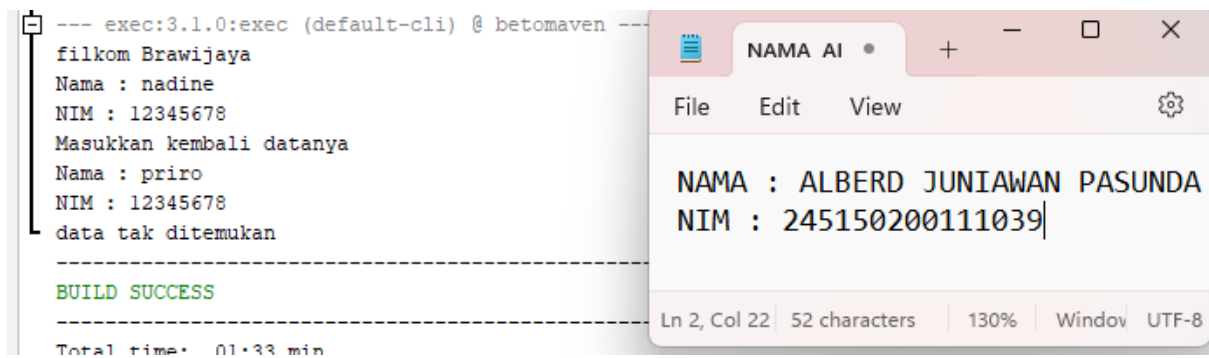 --- exec:3.1.0:exec (default-cli) @ betomaven ---
filkom Brawijaya
Nama : nadine
NIM : 12345678
Masukkan kembali datanya
Nama : priro
NIM : 12345678
data tak ditemukan
------------------------------------------------
BUILD SUCCESS
------------------------------------------------
Total time: 01:33 min
NAMA AI
File Edit View
NAMA : ALBERD JUNIAWAN PASUNDA
NIM : 245150200111039
Ln 2, Col 22 52 characters 130% Window UTF-8